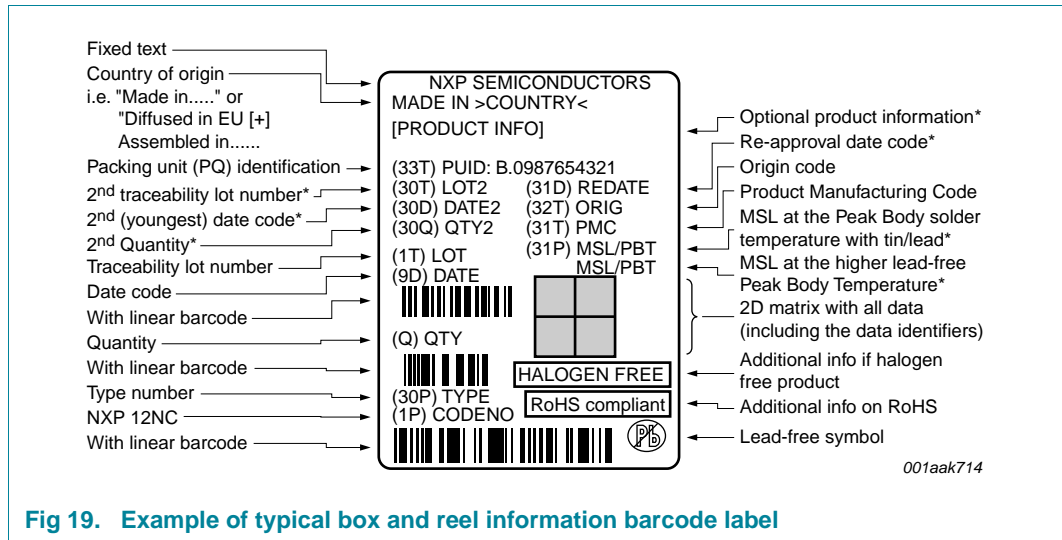 Fixed text
Country of origin
i.e. "Made in....." or
"Diffused in EU [+]
Assembled in......
Packing unit (PQ) identification
2nd traceability lot number*
2nd (youngest) date code*
2nd Quantity*
Traceability lot number
Date code
With linear barcode
Quantity
With linear barcode
Type number
NXP 12NC
With linear barcode
NXP SEMICONDUCTORS
MADE IN >COUNTRY<
[PRODUCT INFO]
(33T) PUID: B.0987654321
(30T) LOT2 (31D) REDATE
(30D) DATE2 (32T) ORIG
(30Q) QTY2 (31T) PMC
(31P) MSL/PBT
(1T) LOT MSL/PBT
(9D) DATE
(Q) QTY
HALOGEN FREE
(30P) TYPE
RoHS compliant
(1P) CODENO
Pb
Optional product information*
Re-approval date code*
Origin code
Product Manufacturing Code
MSL at the Peak Body solder
temperature with tin/lead*
MSL at the higher lead-free
Peak Body Temperature*
2D matrix with all data
(including the data identifiers)
Additional info if halogen
free product
Additional info on RoHS
Lead-free symbol
001aak714
Fig 19. Example of typical box and reel information barcode label